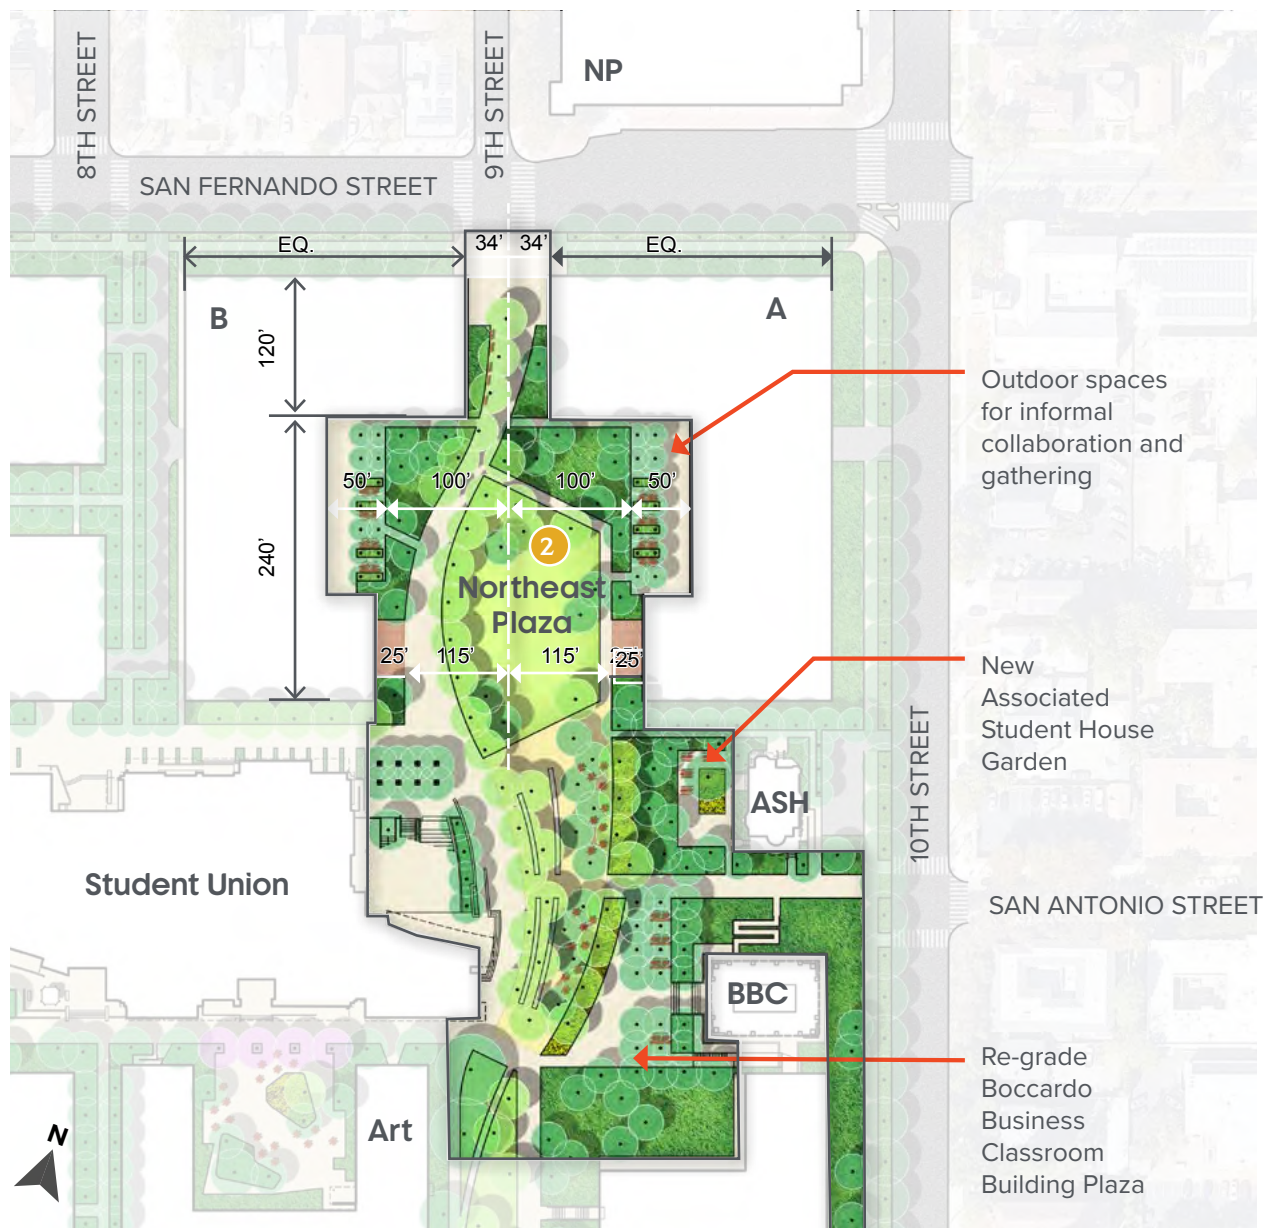 NP
8TH STREET
9TH STREET
SAN FERNANDO STREET
EQ.
34’
34’
EQ.
B
A
120’
Outdoor spaces
for informal
collaboration and
gathering
50’
100’
100’
50’
240’
2
Northeast
Plaza
25’
115’
115’
25’
25’
New
Associated
Student House
Garden
10TH STREET
ASH
Student Union
SAN ANTONIO STREET
BBC
Re-grade
Boccardo
Business
Classroom
Building Plaza
Art
N